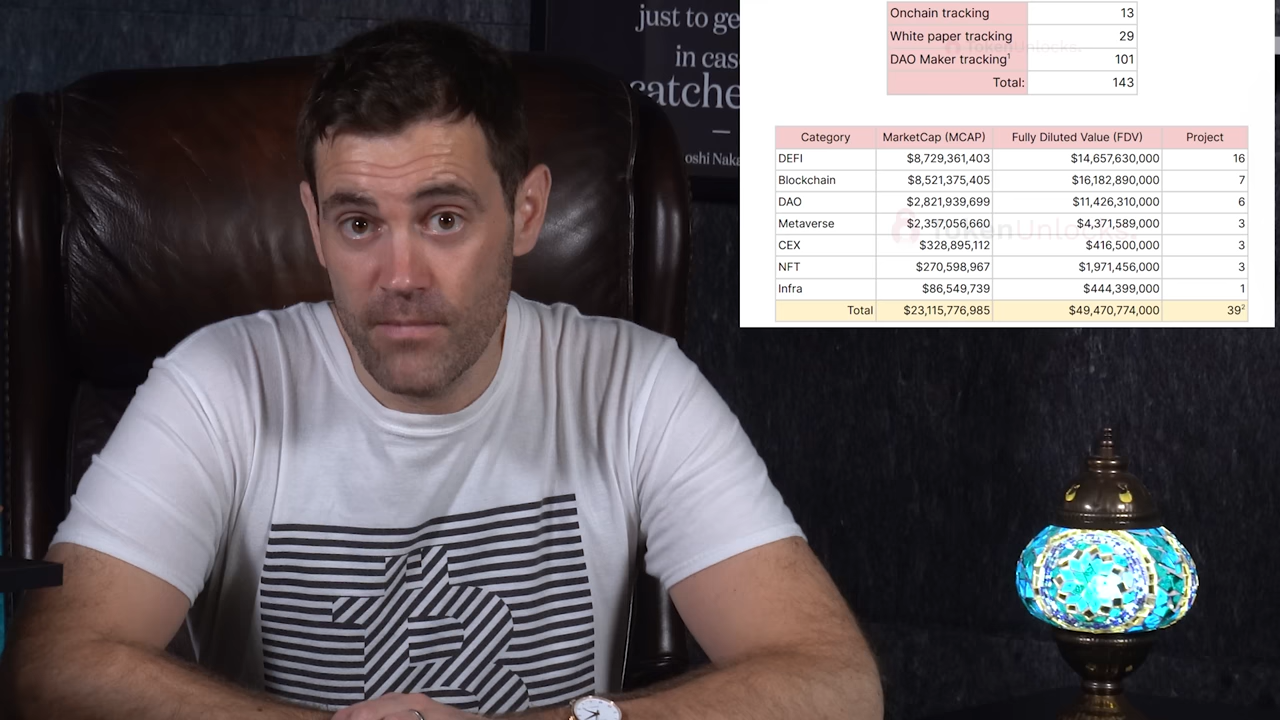 just to ge
in cas
catche
—
oshi Naka
Onchain tracking 13
White paper tracking 29
DAO Maker tracking¹ 101
Total: 143
Category MarketCap (MCAP) Fully Diluted Value (FDV) Project
DEFI $8,729,361,403 $14,657,630,000 16
Blockchain $8,521,375,405 $16,182,890,000 7
DAO $2,821,939,699 $11,426,310,000 6
Metaverse $2,357,056,660 $4,371,589,000 3
CEX $328,895,112 $416,500,000 3
NFT $270,598,967 $1,971,456,000 3
Infra $86,549,739 $444,399,000 1
Total $23,115,776,985 $49,470,774,000 39²
TokenUnlocks.